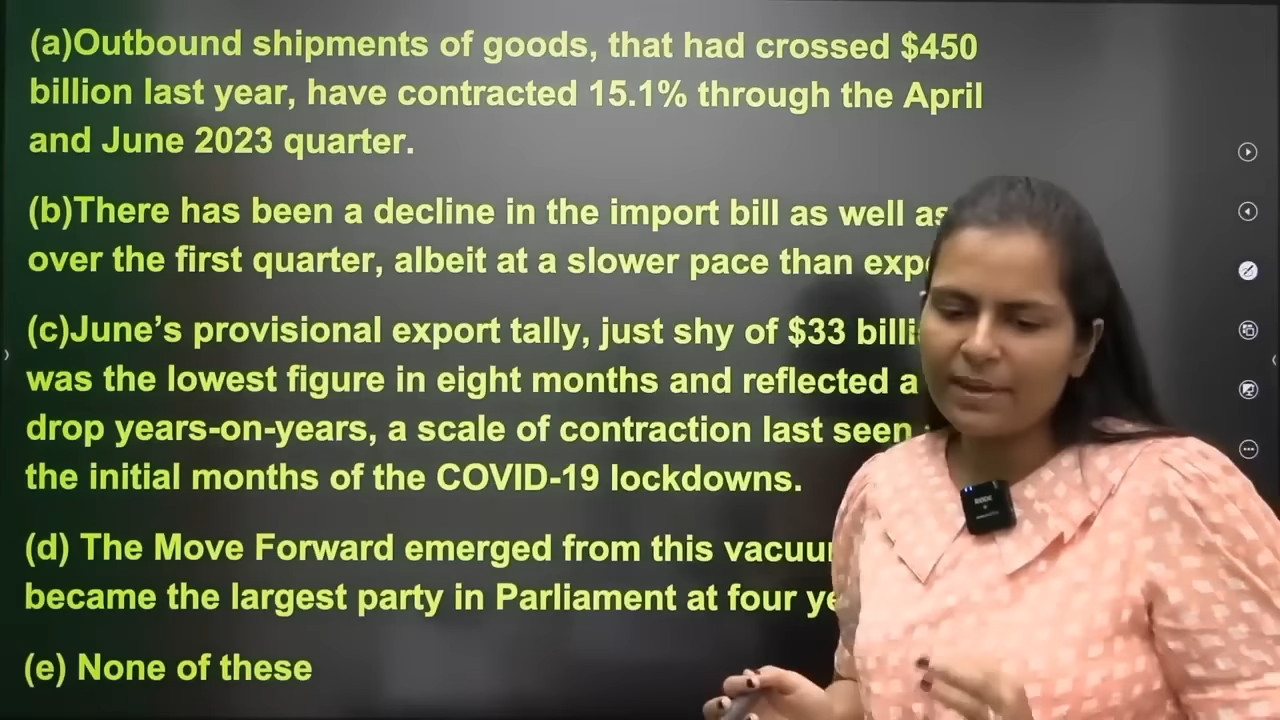 (a)Outbound shipments of goods, that had crossed $450
billion last year, have contracted 15.1% through the April
and June 2023 quarter.
(b)There has been a decline in the import bill as well as
over the first quarter, albeit at a slower pace than
(c)June’s provisional export tally, just shy of $33
was the lowest figure in eight months and reflected a
drop years-on-years, a scale of contraction last seen
the initial months of the COVID-19 lockdowns.
(d) The Move Forward emerged from this
became the largest party in Parliament at four
(e) None of these